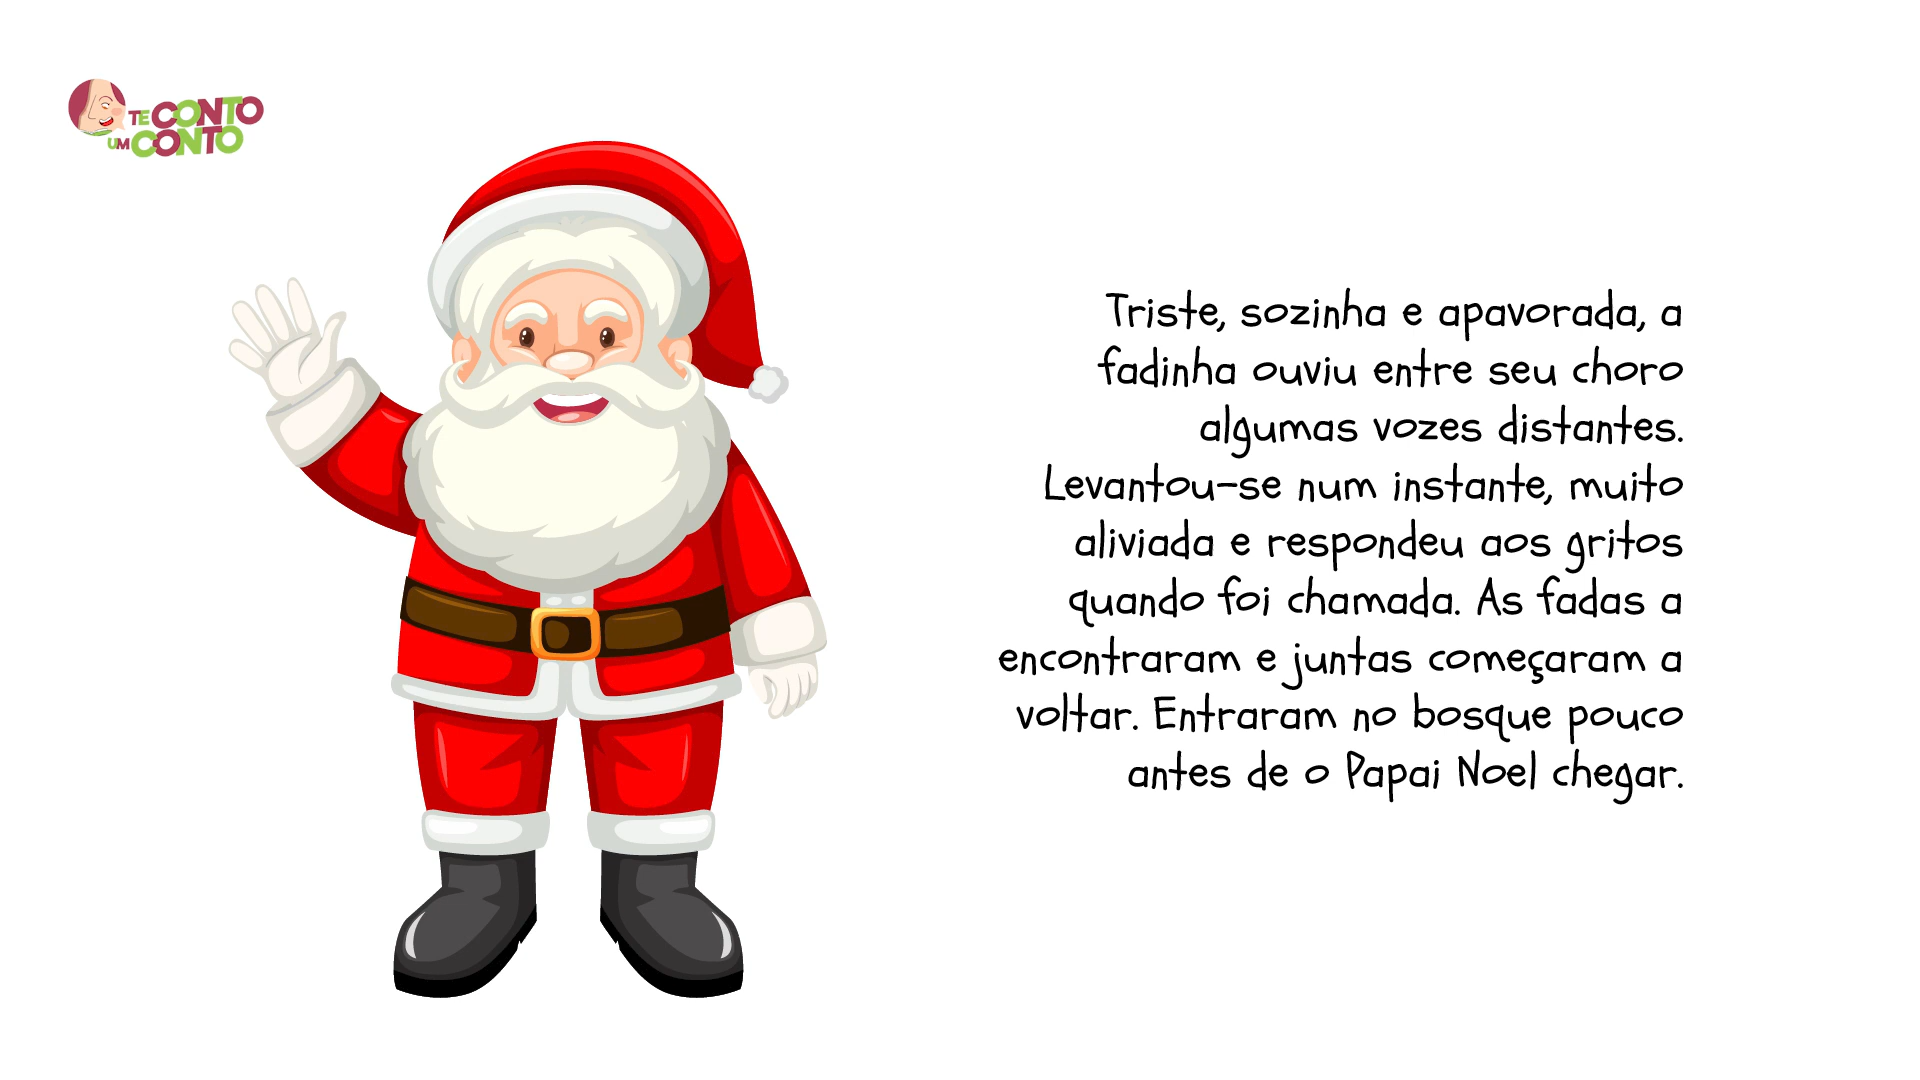 TE CONTO
UM CONTO
Triste, sozinha e apavorada, a
fadinha ouviu entre seu choro
algumas vozes distantes.
Levantou-se num instante, muito
aliviada e respondeu aos gritos
quando foi chamada. As fadas a
encontraram e juntas começaram a
voltar. Entraram no bosque pouco
antes de o Papai Noel chegar.